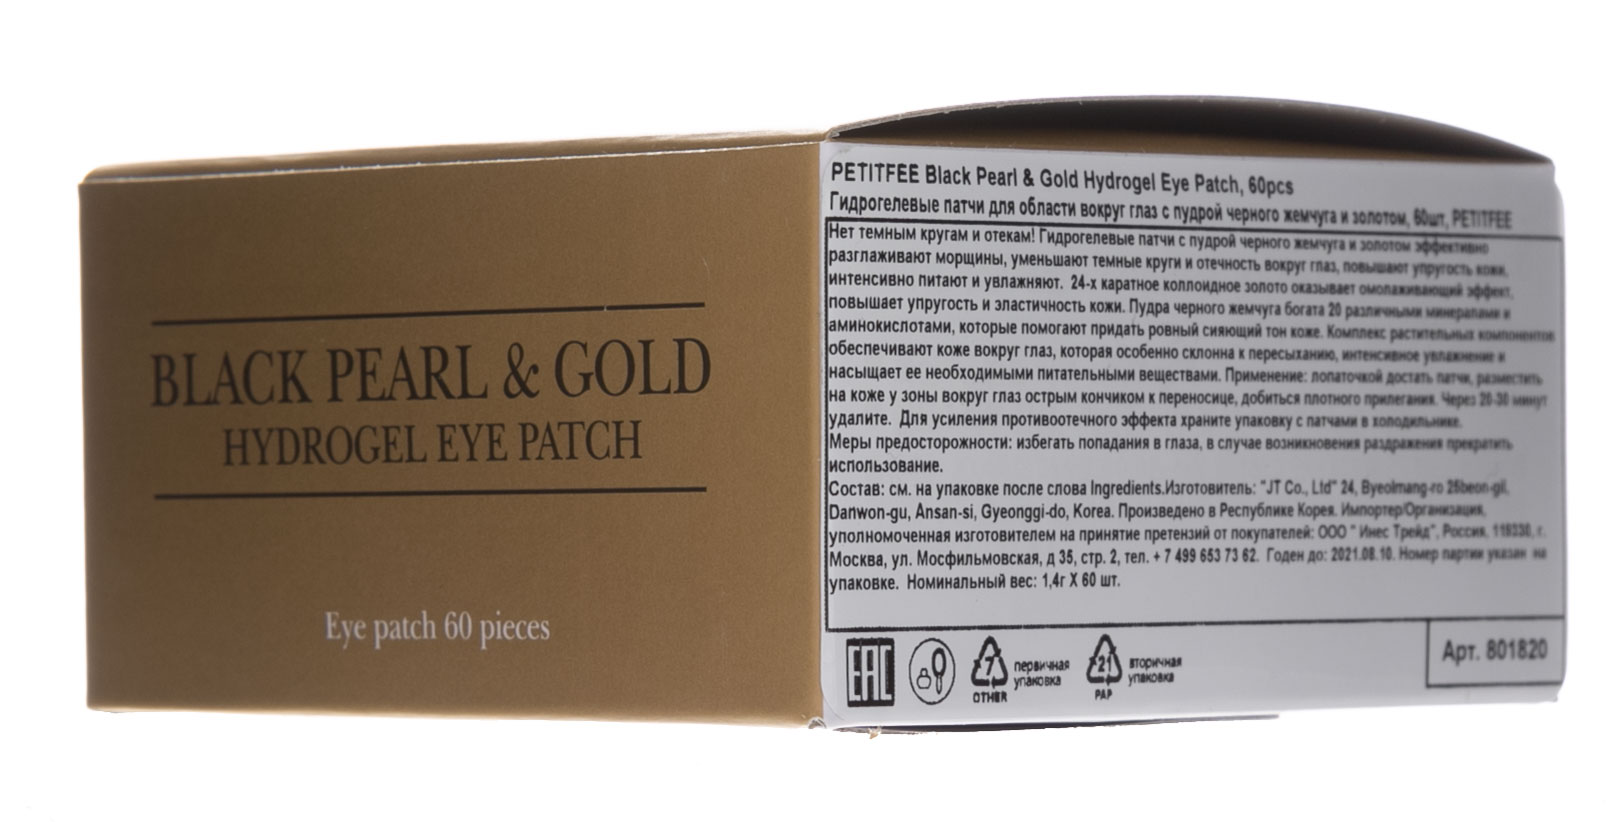 BLACK PEARL & GOLD
HYDROGEL EYE PATCH
Eye patch 60 pieces
PETITFEE Black Pearl & Gold Hydrogel Eye Patch, 60pcs
Гидрогелевые патчи для области вокруг глаз с пудрой черного жемчуга и золотом, 60шт, PETITFEE
Нет темным кругам и отекам! Гидрогелевые патчи с пудрой черного жемчуга и золотом эффективно
разглаживают морщины, уменьшают темные круги и отечность вокруг глаз, повышают упругость кожи,
интенсивно питают и увлажняют. 24-х каратное коллоидное золото оказывает омолаживающий эффект,
повышает упругость и эластичность кожи. Пудра черного жемчуга богата 20 различными минералами и
аминокислотами, которые помогают придать ровный сияющий тон коже. Комплекс растительных компонентов
обеспечивают коже вокруг глаз, которая особенно склонна к пересыханию, интенсивное увлажнение и
насыщает ее необходимыми питательными веществами. Применение: лопаточкой достать патчи, разместить
на коже у зоны вокруг глаз острым кончиком к переносице, добиться плотного прилегания. Через 20-30 минут
удалите. Для усиления противоотечного эффекта храните упаковку с патчами в холодильнике.
Меры предосторожности: избегать попадания в глаза, в случае возникновения раздражения прекратить
использование.
Состав: см. на упаковке после слова Ingredients.Изготовитель: "JT Co., Ltd" 24, Byeolmang-ro 25beon-gil,
Danwon-gu, Ansan-si, Gyeonggi-do, Korea. Произведено в Республике Корея. Импортер/Организация,
уполномоченная изготовителем на принятие претензий от покупателей: ООО " Инес Трейд", Россия, 119330, г.
Москва, ул. Мосфильмовская, д 35, стр. 2, тел. + 7 499 653 73 62. Годен до: 2021.08.10. Номер партии указан на
упаковке. Номинальный вес: 1,4г X 60 шт.
EAC
7
OTHER
первичная
упаковка
21
PAP
вторичная
упаковка
Арт. 801820